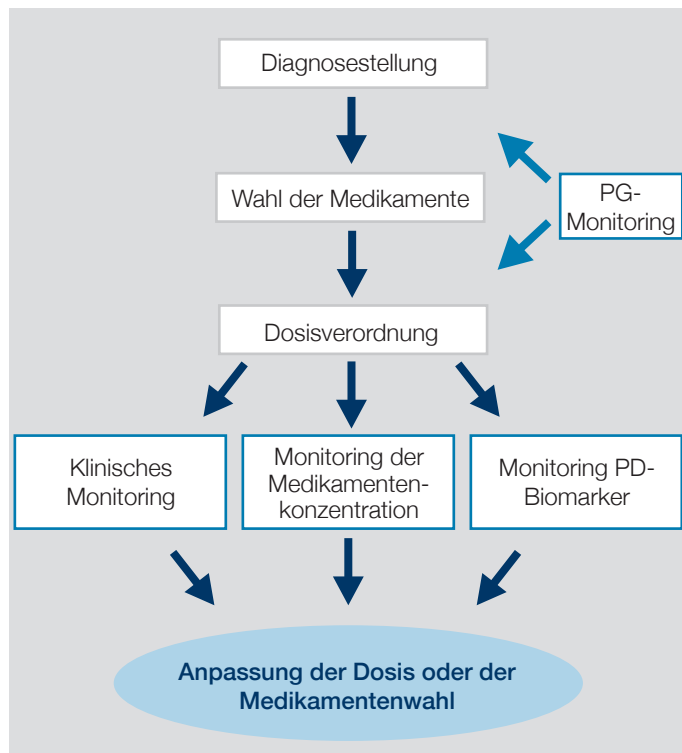 Diagnosestellung
Wahl der Medikamente
PG-
Monitoring
Dosisverordnung
Klinisches
Monitoring
Monitoring der
Medikamenten-
konzentration
Monitoring PD-
Biomarker
Anpassung der Dosis oder der
Medikamentenwahl